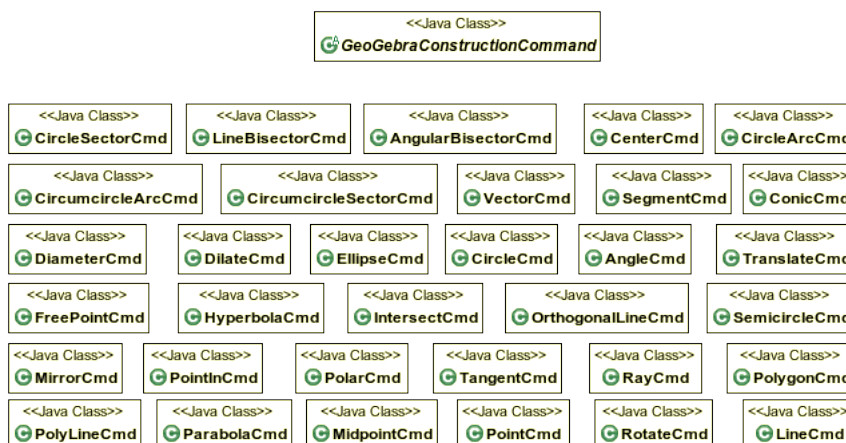 <<Java Class>>
GeoGebraConstructionCommand
<<Java Class>> <<Java Class>> <<Java Class>> <<Java Class>> <<Java Class>>
CircleSectorCmd LineBisectorCmd AngularBisectorCmd CenterCmd CircleArcCmd
<<Java Class>> <<Java Class>> <<Java Class>> <<Java Class>> <<Java Class>>
CircumcircleArcCmd CircumcircleSectorCmd VectorCmd SegmentCmd ConicCmd
<<Java Class>> <<Java Class>> <<Java Class>> <<Java Class>> <<Java Class>> <<Java Class>>
DiameterCmd DilateCmd EllipseCmd CircleCmd AngleCmd TranslateCmd
<<Java Class>> <<Java Class>> <<Java Class>> <<Java Class>> <<Java Class>>
FreePointCmd HyperbolaCmd IntersectCmd OrthogonalLineCmd SemicircleCmd
<<Java Class>> <<Java Class>> <<Java Class>> <<Java Class>> <<Java Class>> <<Java Class>>
MirrorCmd PointInCmd PolarCmd TangentCmd RayCmd PolygonCmd
<<Java Class>> <<Java Class>> <<Java Class>> <<Java Class>> <<Java Class>> <<Java Class>>
PolyLineCmd ParabolaCmd MidpointCmd PointCmd RotateCmd LineCmd